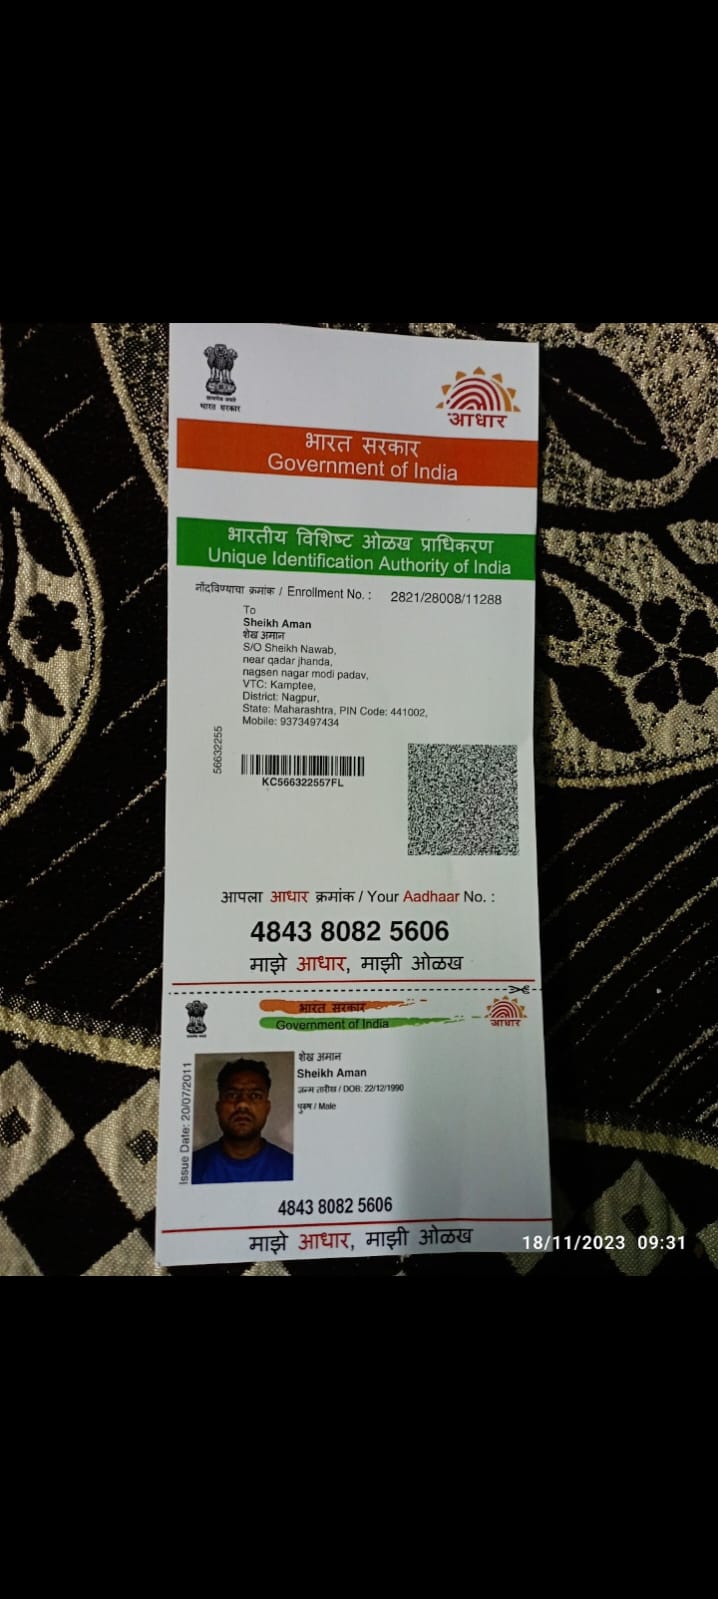 भारत सरकार
आधार
भारत सरकार
Government of India
भारतीय विशिष्ट ओळख प्राधिकरण
Unique Identification Authority of India
नोंदविण्याचा क्रमांक / Enrollment No. : 2821/28008/11288
To
Sheikh Aman
शेख अमान
S/O Sheikh Nawab,
near qadar jhanda,
nagsen nagar modi padav,
VTC: Kamptee,
District: Nagpur,
State: Maharashtra, PIN Code: 441002,
Mobile: 9373497434
56632255
KC566322557FL
आपला आधार क्रमांक / Your Aadhaar No. :
4843 8082 5606
माझे आधार, माझी ओळख
भारत सरकार
Government of India
आधार
शेख अमान
Sheikh Aman
जन्म तारीख / DOB: 22/12/1990
पुरुष / Male
Issue Date: 20/07/2011
4843 8082 5606
माझे आधार, माझी ओळख
18/11/2023 09:31